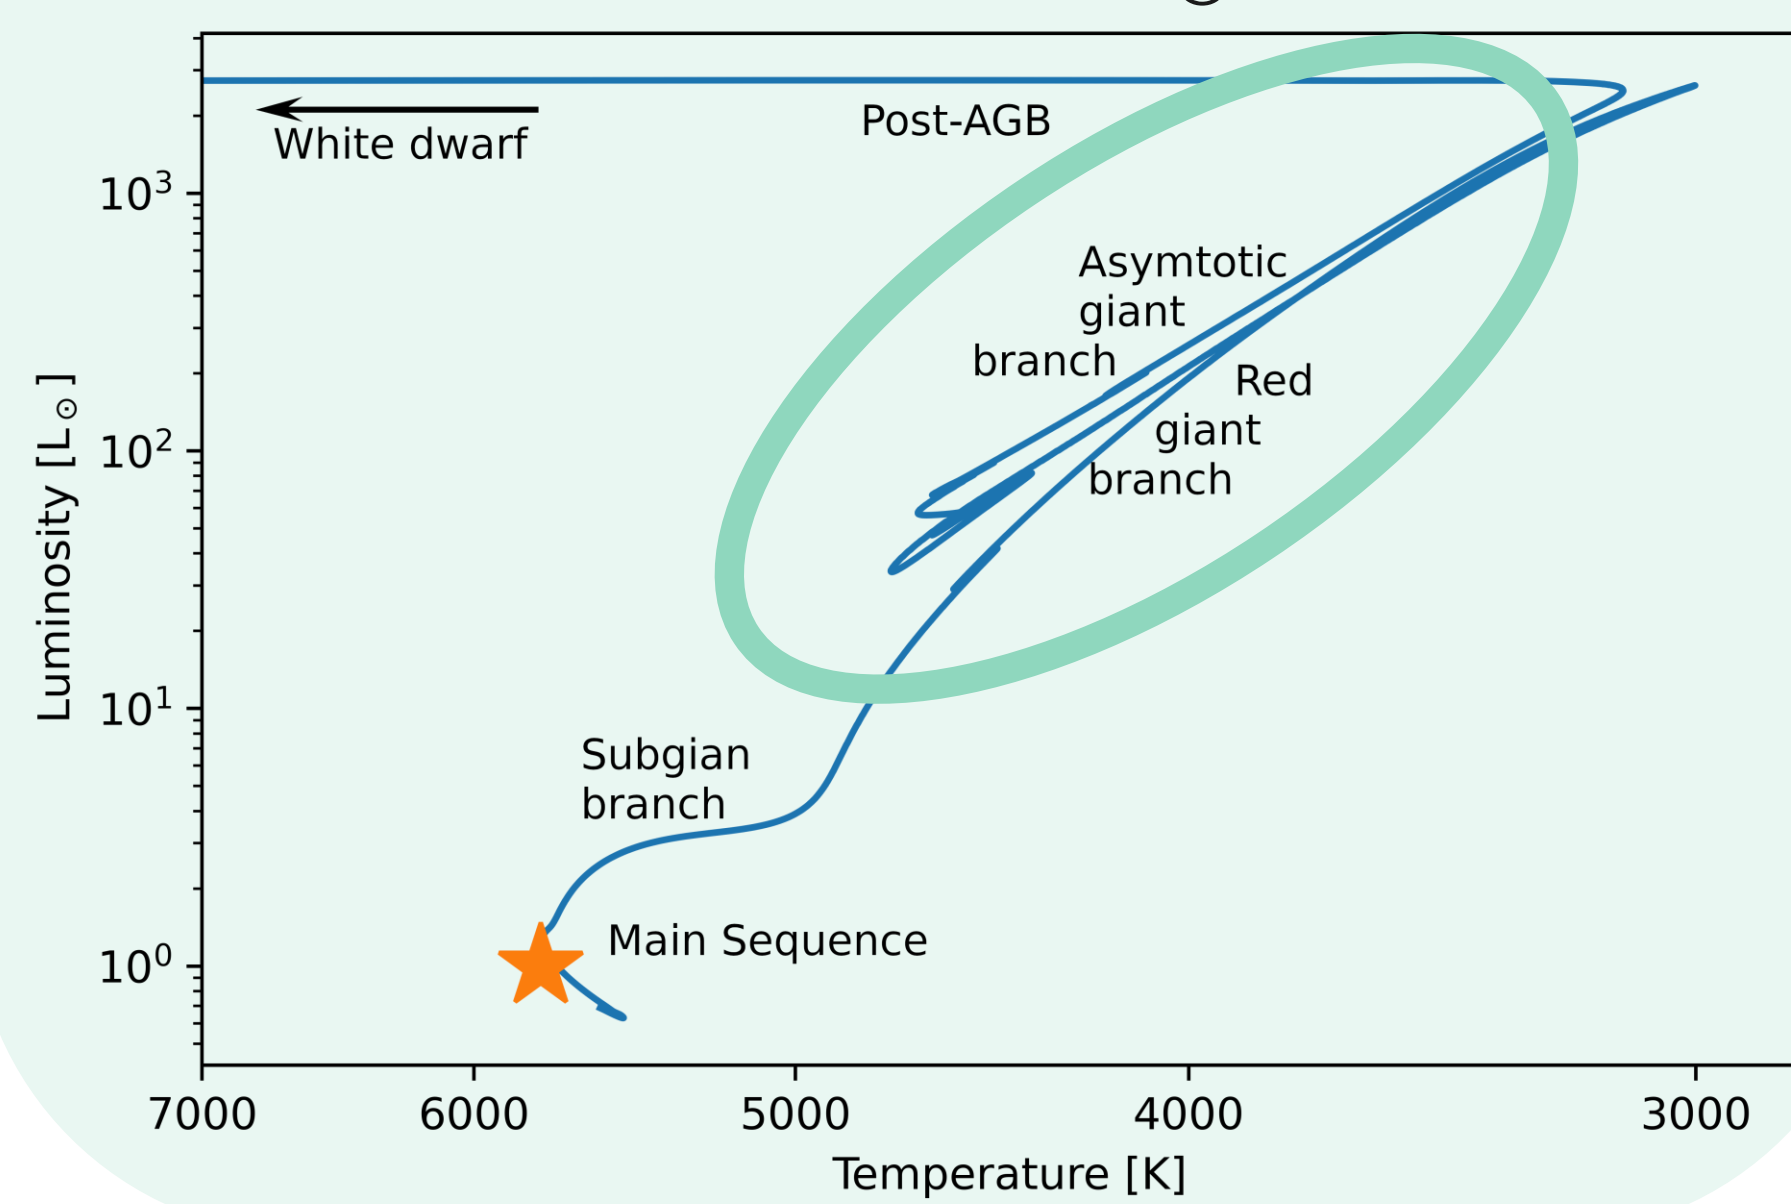 Post-AGB
White dwarf
10³
Asymtotic
giant
branch
Red
giant
branch
10²
Luminosity [L☉]
10¹
Subgian
branch
Main Sequence
10⁰
7000 6000 5000 4000 3000
Temperature [K]